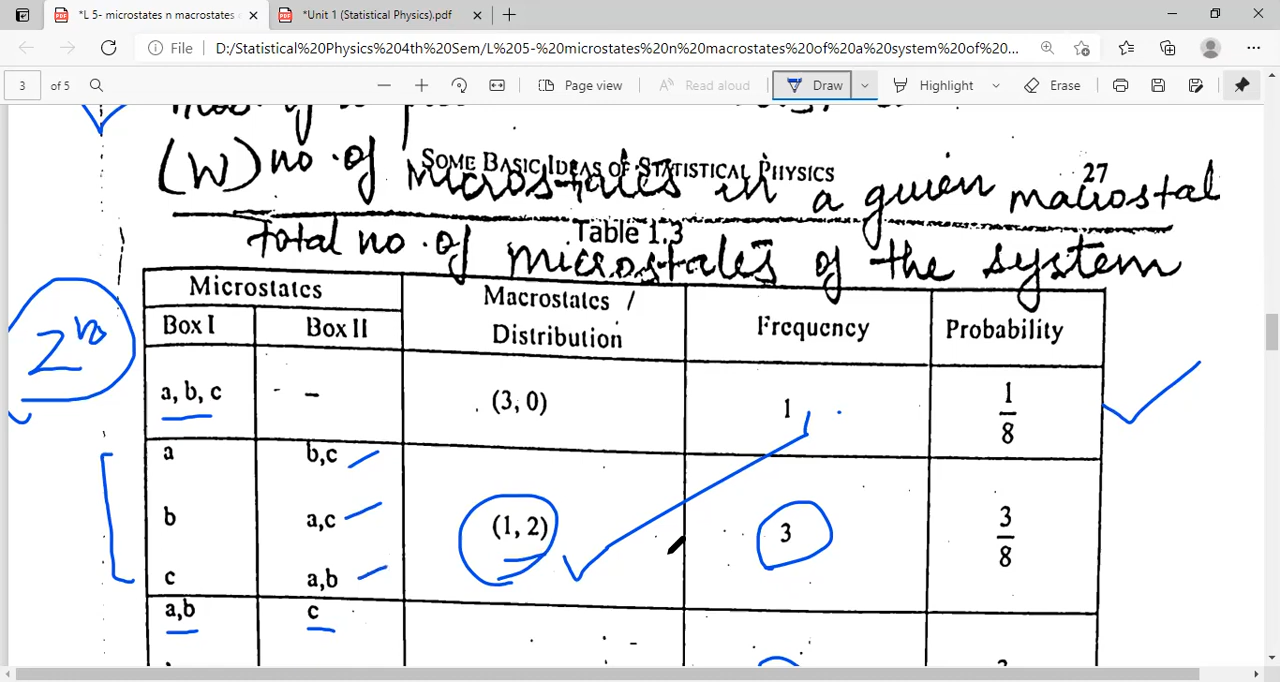 *L 5- microstates n macrostates
*Unit 1 (Statistical Physics).pdf
File D:/Statistical%20Physics%204th%20Sem/L%205-%20microstates%20n%20macrostates%20of%20a%20system%20of%20...
3 of 5 Page view Read aloud Draw Highlight Erase
(W) no. of microstates in a given macrostat
SOME BASIC IDEAS OF STATISTICAL PHYSICS 27
Total no. of microstates of the system
Table 1.3
Microstates Macrostates / Frequency Probability
Box I Box II Distribution
2ⁿ
a, b, c – (3, 0) 1 1/8
a b,c
b a,c (1, 2) 3 3/8
c a,b
a,b c